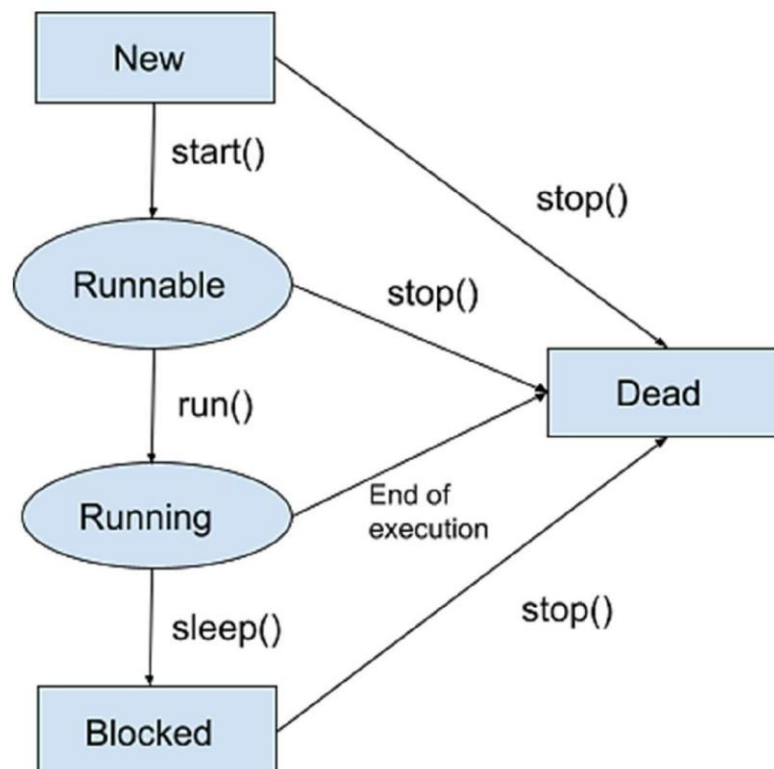 New
start()
stop()
Runnable
stop()
run()
Dead
Running
End of
execution
sleep()
stop()
Blocked